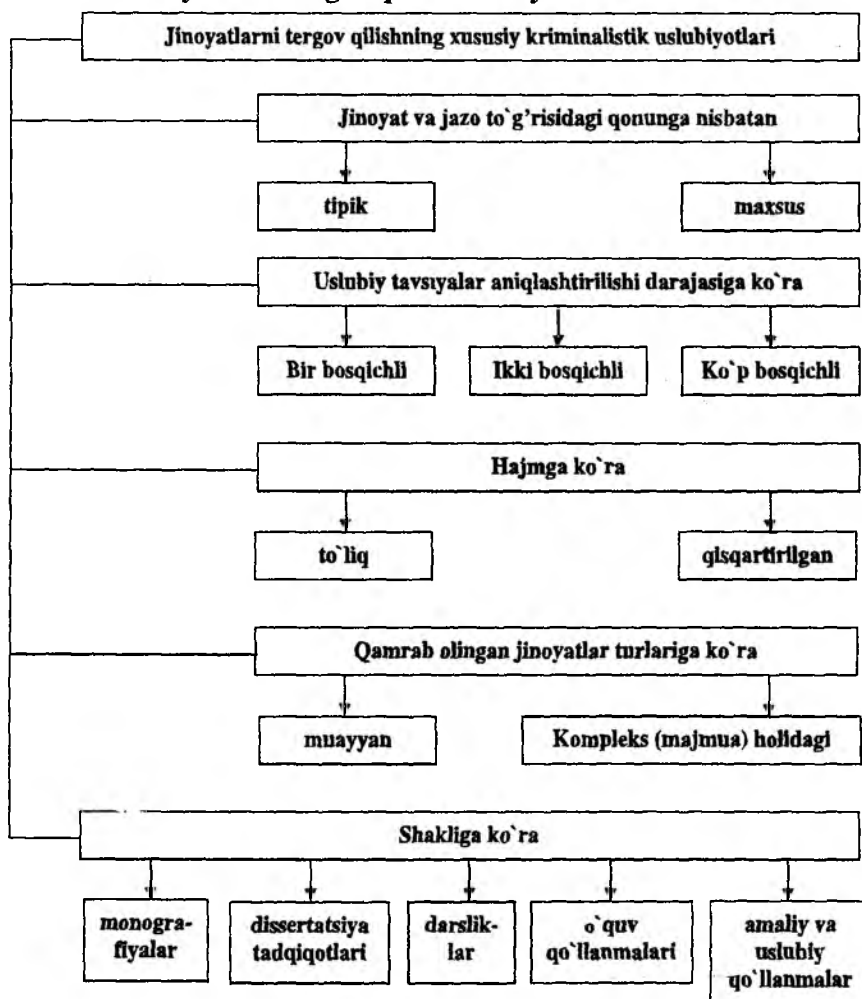 Jinoyatlarni tergov qilishning xususiy kriminalistik uslubiyotlari
Jinoyat va jazo to`g'risidagi qonunga nisbatan
tipik
maxsus
Uslubiy tavsiyalar aniqlashtirilishi darajasiga ko`ra
Bir bosqichli
Ikki bosqichli
Ko`p bosqichli
Hajmga ko`ra
to`liq
qisqartirilgan
Qamrab olingan jinoyatlar turlariga ko`ra
muayyan
Kompleks (majmua) holidagi
Shakliga ko`ra
monogra-
fiyalar
dissertatsiya
tadqiqotlari
darslik-
lar
o`quv
qo`llanmalari
amaliy va
uslubiy
qo`llanmalar